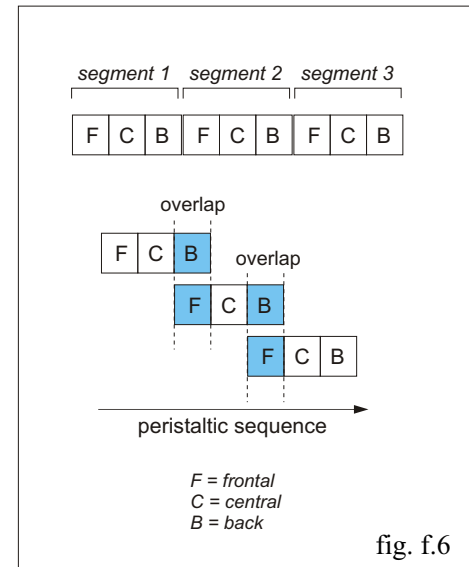 segment 1 segment 2 segment 3
F C B F C B F C B
overlap
F C B
overlap
F C B
F C B
peristaltic sequence
F = frontal
C = central
B = back
fig. f.6